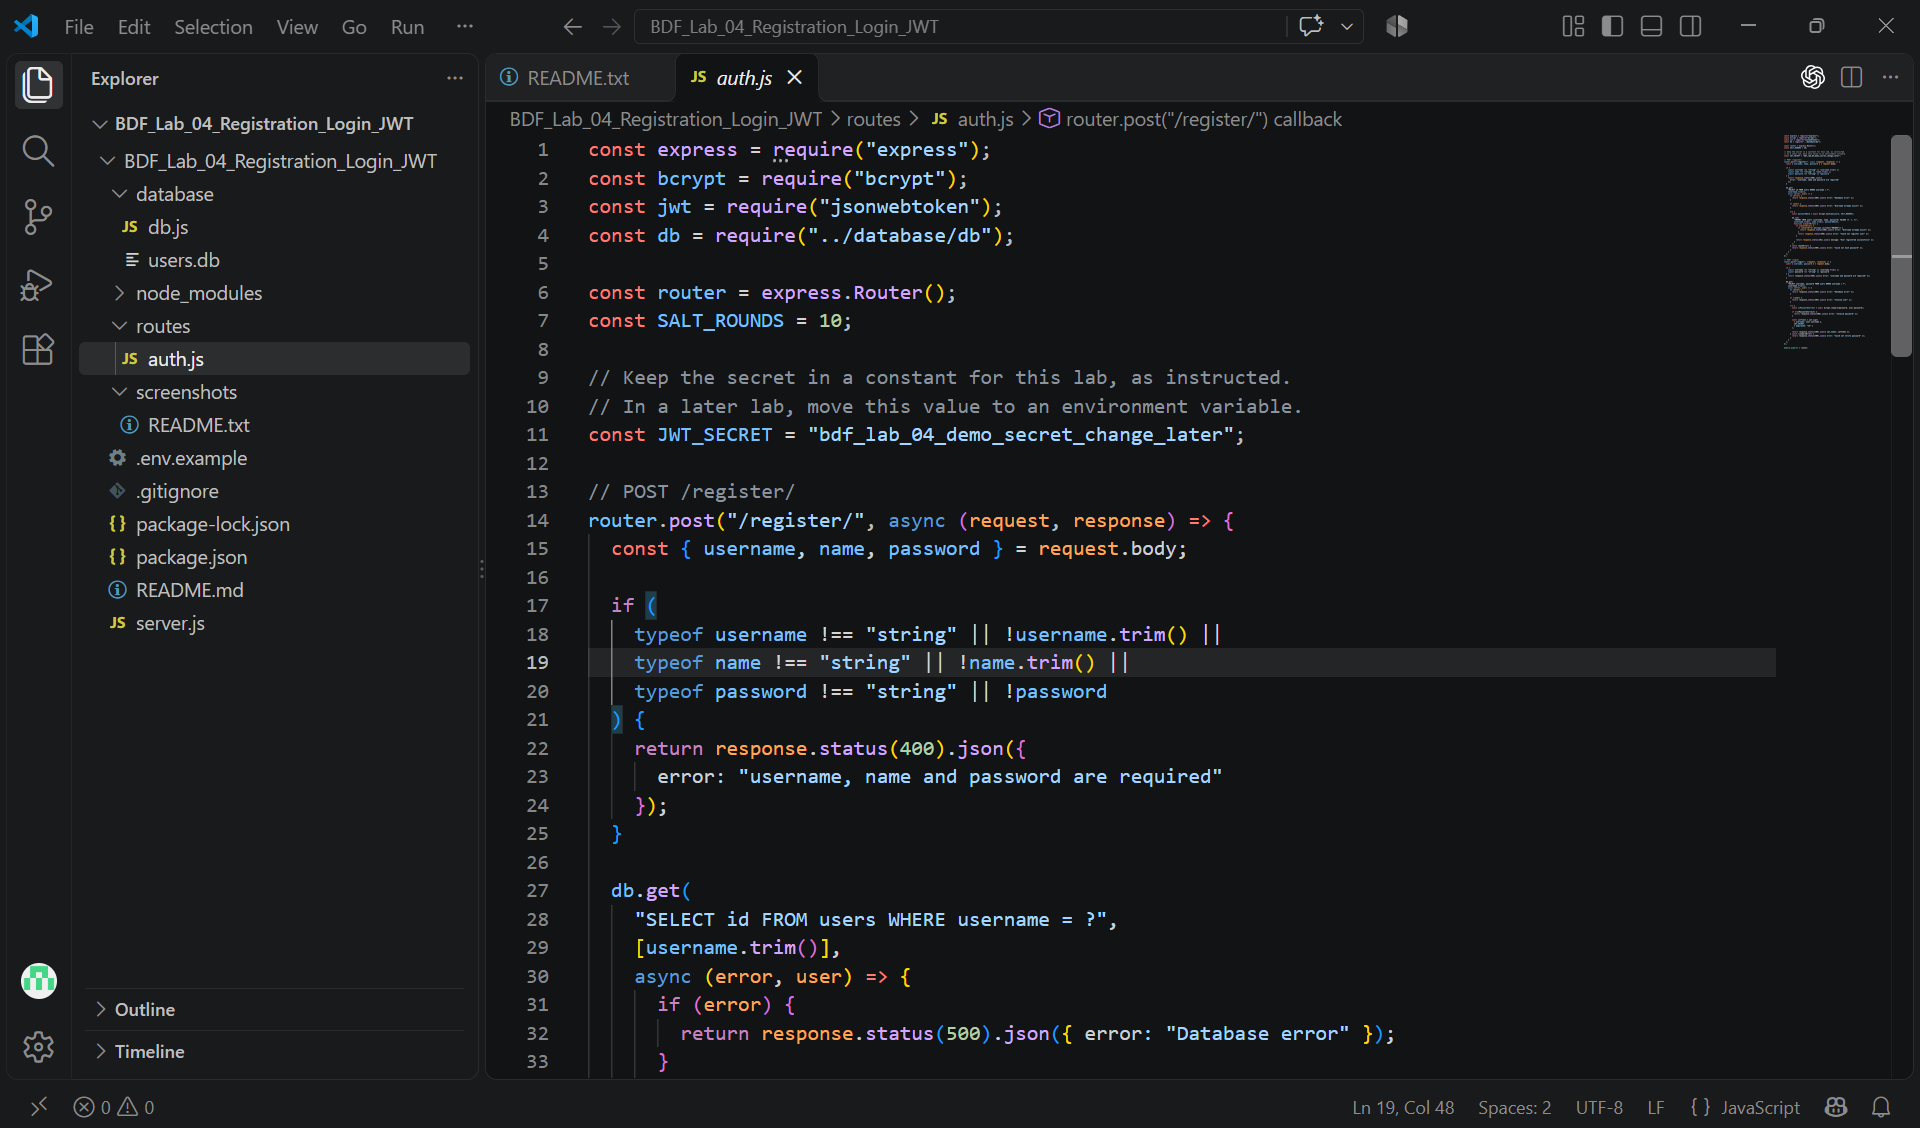 File Edit Selection View Go Run ···
BDF_Lab_04_Registration_Login_JWT
Explorer
BDF_Lab_04_Registration_Login_JWT
BDF_Lab_04_Registration_Login_JWT
database
JS db.js
users.db
node_modules
routes
JS auth.js
screenshots
README.txt
.env.example
.gitignore
{} package-lock.json
{} package.json
README.md
JS server.js
Outline
Timeline
README.txt
JS auth.js
BDF_Lab_04_Registration_Login_JWT > routes > JS auth.js > router.post("/register/") callback
1 const express = require("express");
2 const bcrypt = require("bcrypt");
3 const jwt = require("jsonwebtoken");
4 const db = require("../database/db");
5
6 const router = express.Router();
7 const SALT_ROUNDS = 10;
8
9 // Keep the secret in a constant for this lab, as instructed.
10 // In a later lab, move this value to an environment variable.
11 const JWT_SECRET = "bdf_lab_04_demo_secret_change_later";
12
13 // POST /register/
14 router.post("/register/", async (request, response) => {
15 const { username, name, password } = request.body;
16
17 if (
18 typeof username !== "string" || !username.trim() ||
19 typeof name !== "string" || !name.trim() ||
20 typeof password !== "string" || !password
21 ) {
22 return response.status(400).json({
23 error: "username, name and password are required"
24 });
25 }
26
27 db.get(
28 "SELECT id FROM users WHERE username = ?",
29 [username.trim()],
30 async (error, user) => {
31 if (error) {
32 return response.status(500).json({ error: "Database error" });
33 }
0 0
Ln 19, Col 48 Spaces: 2 UTF-8 LF {} JavaScript